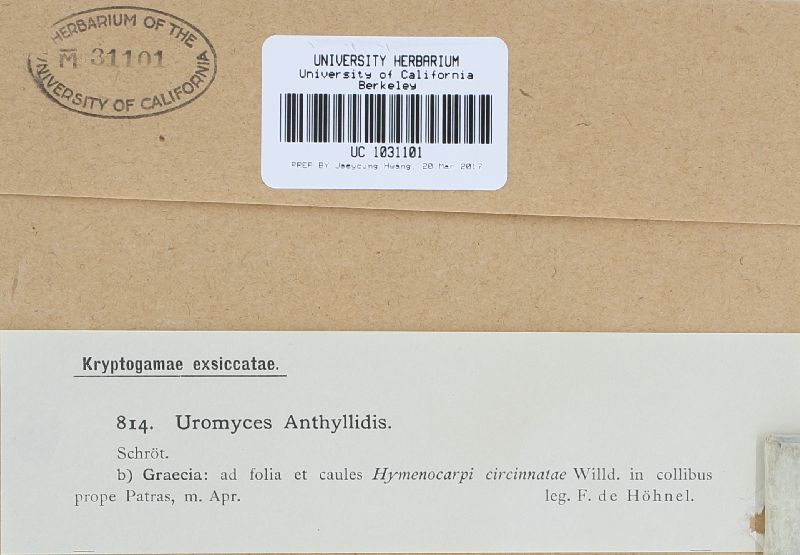 HERBARIUM OF THE
M 31101
UNIVERSITY OF CALIFORNIA
UNIVERSITY HERBARIUM
University of California
Berkeley
UC 1031101
PREP BY Jaeyoung Hwang, 20 Mar 2017
Kryptogamae exsiccatae.
814. Uromyces Anthyllidis.
Schröt.
b) Graecia: ad folia et caules Hymenocarpi circinnatae Willd. in collibus
prope Patras, m. Apr. leg. F. de Höhnel.